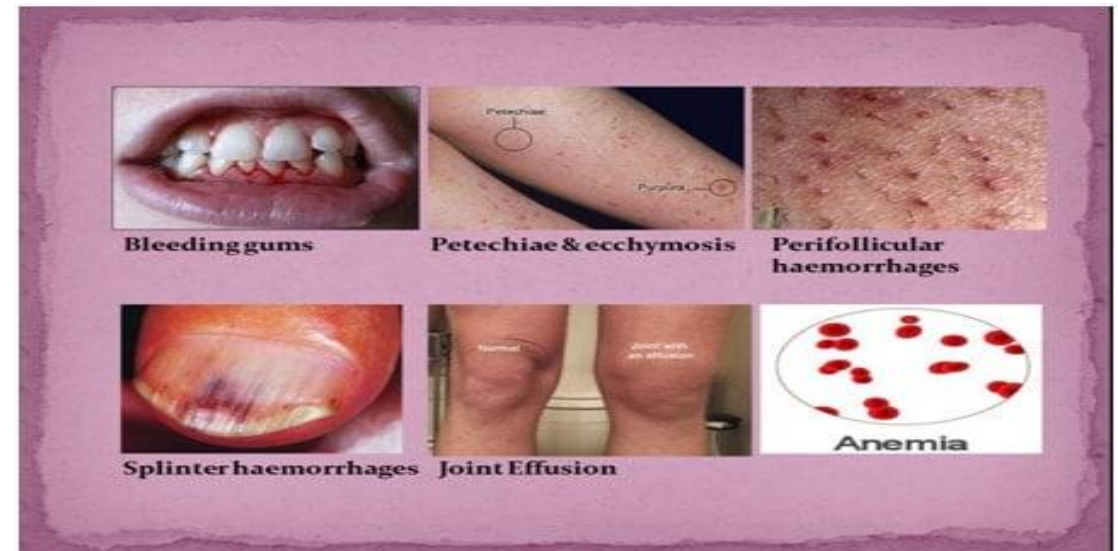 Petechiae
Purpura
Bleeding gums
Petechiae & ecchymosis
Perifollicular
haemorrhages
Normal
Joint with
an effusion
Anemia
Splinter haemorrhages
Joint Effusion